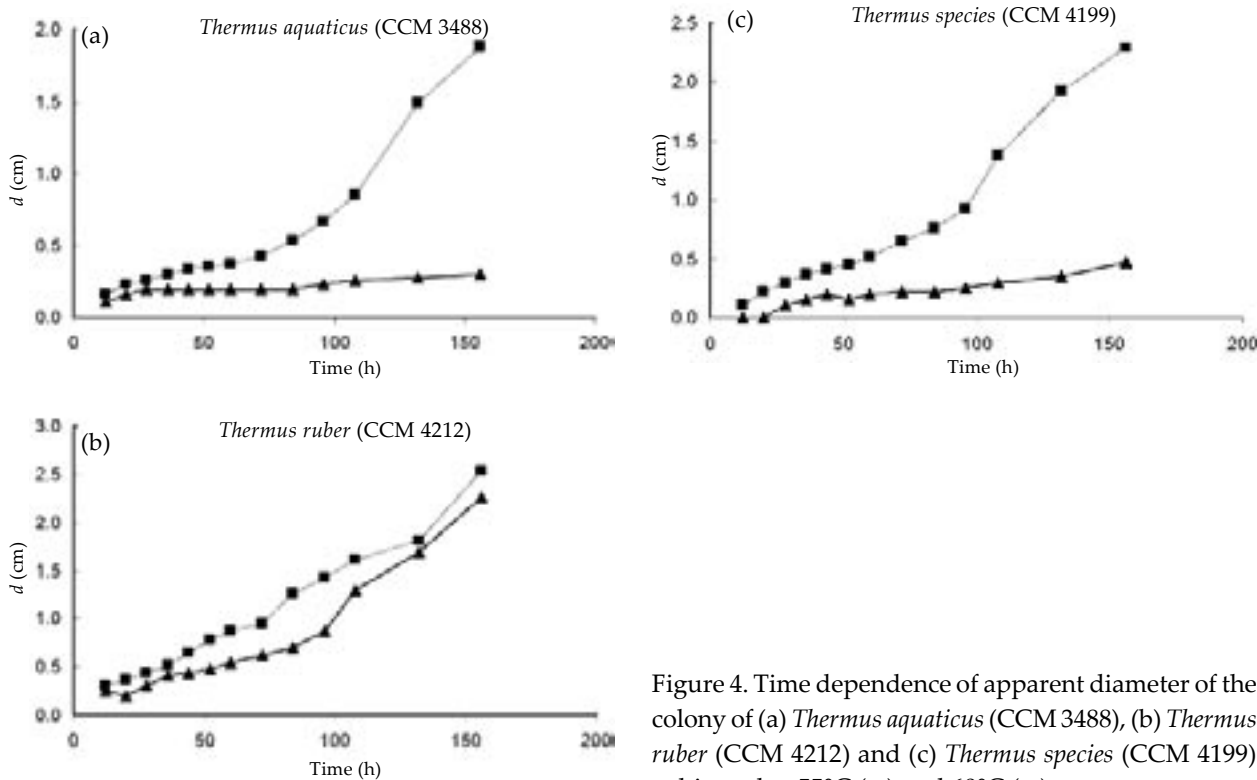 (a)
Thermus aquaticus (CCM 3488)
2.0
1.5
1.0
0.5
0.0
d (cm)
0
50
100
150
200
Time (h)
(c)
Thermus species (CCM 4199)
2.5
2.0
1.5
1.0
0.5
0.0
d (cm)
0
50
100
150
200
Time (h)
(b)
Thermus ruber (CCM 4212)
3.0
2.5
2.0
1.5
1.0
0.5
0.0
d (cm)
0
50
100
150
200
Time (h)
Figure 4. Time dependence of apparent diameter of the
colony of (a) Thermus aquaticus (CCM 3488), (b) Thermus
ruber (CCM 4212) and (c) Thermus species (CCM 4199)